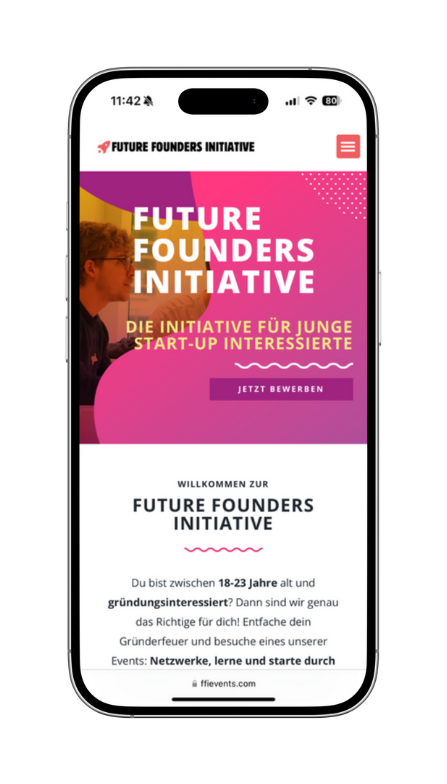 11:42
80
FUTURE FOUNDERS INITIATIVE
FUTURE
FOUNDERS
INITIATIVE
DIE INITIATIVE FÜR JUNGE
START-UP INTERESSIERTE
JETZT BEWERBEN
WILLKOMMEN ZUR
FUTURE FOUNDERS
INITIATIVE
Du bist zwischen 18-23 Jahre alt und
gründungsinteressiert? Dann sind wir genau
das Richtige für dich! Entfache dein
Gründerfeuer und besuche eines unserer
Events: Netzwerke, lerne und starte durch
ffievents.com